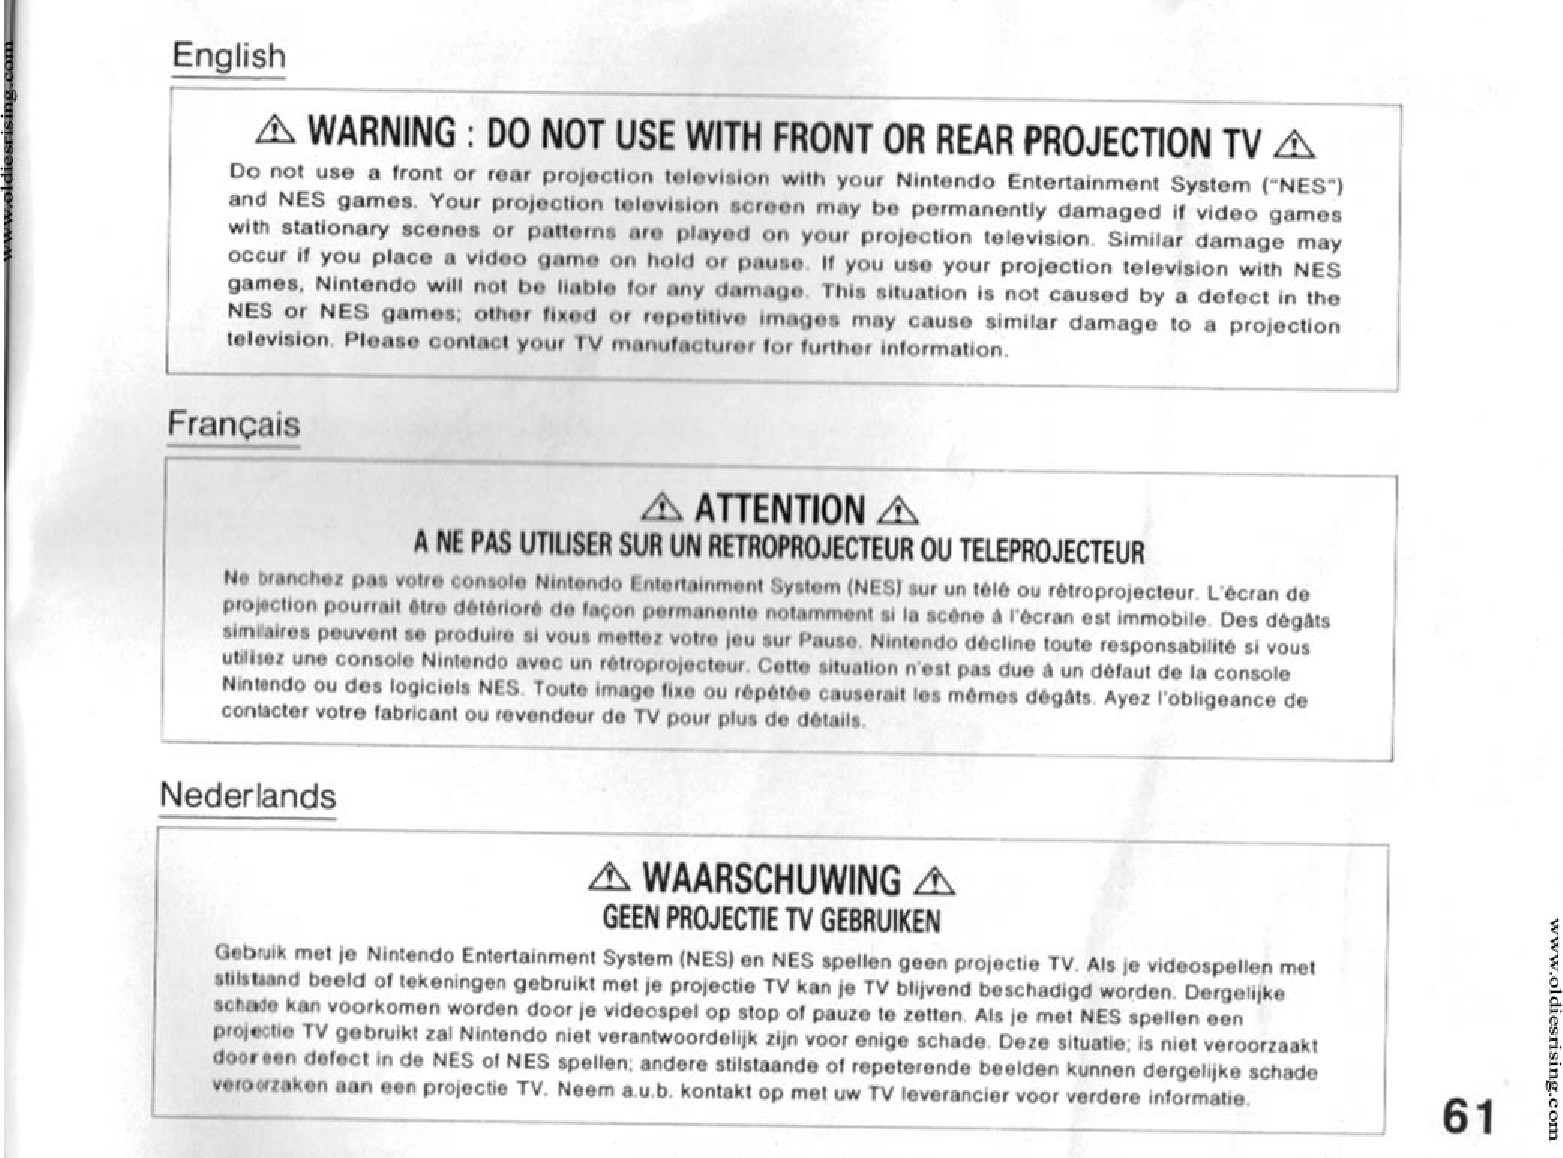 www.oldiesrising.com
English
⚠ WARNING : DO NOT USE WITH FRONT OR REAR PROJECTION TV ⚠
Do not use a front or rear projection television with your Nintendo Entertainment System ("NES")
and NES games. Your projection television screen may be permanently damaged if video games
with stationary scenes or patterns are played on your projection television. Similar damage may
occur if you place a video game on hold or pause. If you use your projection television with NES
games, Nintendo will not be liable for any damage. This situation is not caused by a defect in the
NES or NES games; other fixed or repetitive images may cause similar damage to a projection
television. Please contact your TV manufacturer for further information.
Français
⚠ ATTENTION ⚠
A NE PAS UTILISER SUR UN RETROPROJECTEUR OU TELEPROJECTEUR
Ne branchez pas votre console Nintendo Entertainment System (NES) sur un télé ou rétroprojecteur. L'écran de
projection pourrait être détérioré de façon permanente notamment si la scène à l'écran est immobile. Des dégâts
similaires peuvent se produire si vous mettez votre jeu sur Pause. Nintendo décline toute responsabilité si vous
utilisez une console Nintendo avec un rétroprojecteur. Cette situation n'est pas due à un défaut de la console
Nintendo ou des logiciels NES. Toute image fixe ou répétée causerait les mêmes dégâts. Ayez l'obligeance de
contacter votre fabricant ou revendeur de TV pour plus de détails.
Nederlands
⚠ WAARSCHUWING ⚠
GEEN PROJECTIE TV GEBRUIKEN
Gebruik met je Nintendo Entertainment System (NES) en NES spellen geen projectie TV. Als je videospellen met
stilstaand beeld of tekeningen gebruikt met je projectie TV kan je TV blijvend beschadigd worden. Dergelijke
schade kan voorkomen worden door je videospel op stop of pauze te zetten. Als je met NES spellen een
projectie TV gebruikt zal Nintendo niet verantwoordelijk zijn voor enige schade. Deze situatie; is niet veroorzaakt
door een defect in de NES of NES spellen; andere stilstaande of repeterende beelden kunnen dergelijke schade
veroorzaken aan een projectie TV. Neem a.u.b. kontakt op met uw TV leverancier voor verdere informatie.
61
www.oldiesrising.com